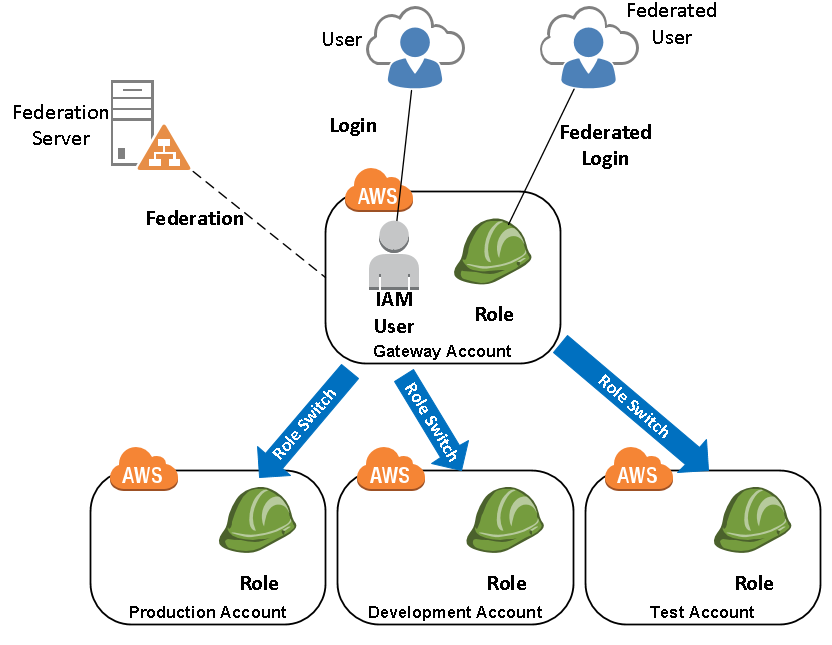 User
Federated
User
Federation
Server
Login
Federated
Login
Federation
AWS
IAM
User
Role
Gateway Account
Role Switch
Role Switch
Role Switch
AWS
Role
Production Account
AWS
Role
Development Account
AWS
Role
Test Account